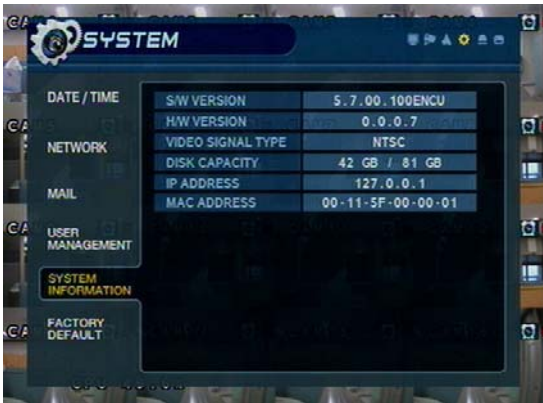 SYSTEM
DATE / TIME
NETWORK
MAIL
USER
MANAGEMENT
SYSTEM
INFORMATION
FACTORY
DEFAULT
S/W VERSION 5.7.00.100ENCU
H/W VERSION 0.0.0.7
VIDEO SIGNAL TYPE NTSC
DISK CAPACITY 42 GB / 81 GB
IP ADDRESS 127.0.0.1
MAC ADDRESS 00-11-5F-00-00-01